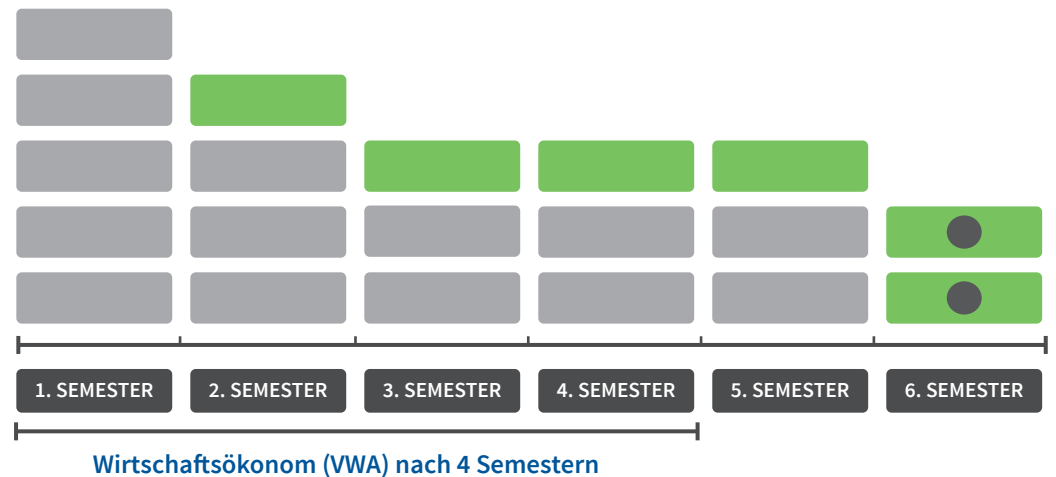 1. SEMESTER
2. SEMESTER
3. SEMESTER
4. SEMESTER
5. SEMESTER
6. SEMESTER
Wirtschaftsökonom (VWA) nach 4 Semestern